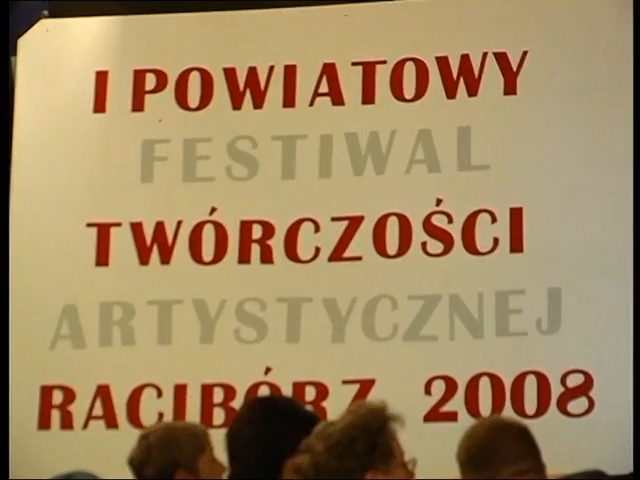 I POWIATOWY
FESTIWAL
TWÓRCZOŚCI
ARTYSTYCZNEJ
RACIBÓRZ 2008